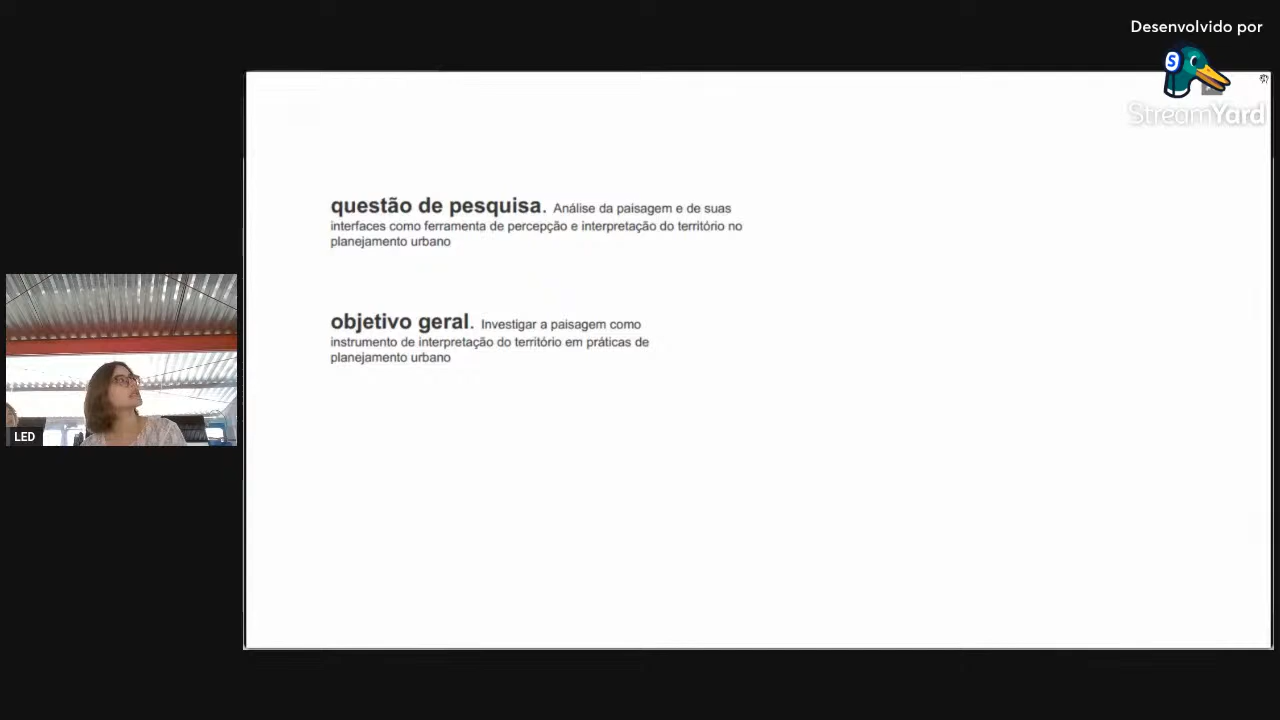 Desenvolvido por
StreamYard
questão de pesquisa. Análise da paisagem e de suas
interfaces como ferramenta de percepção e interpretação do território no
planejamento urbano
objetivo geral. Investigar a paisagem como
instrumento de interpretação do território em práticas de
planejamento urbano
LED